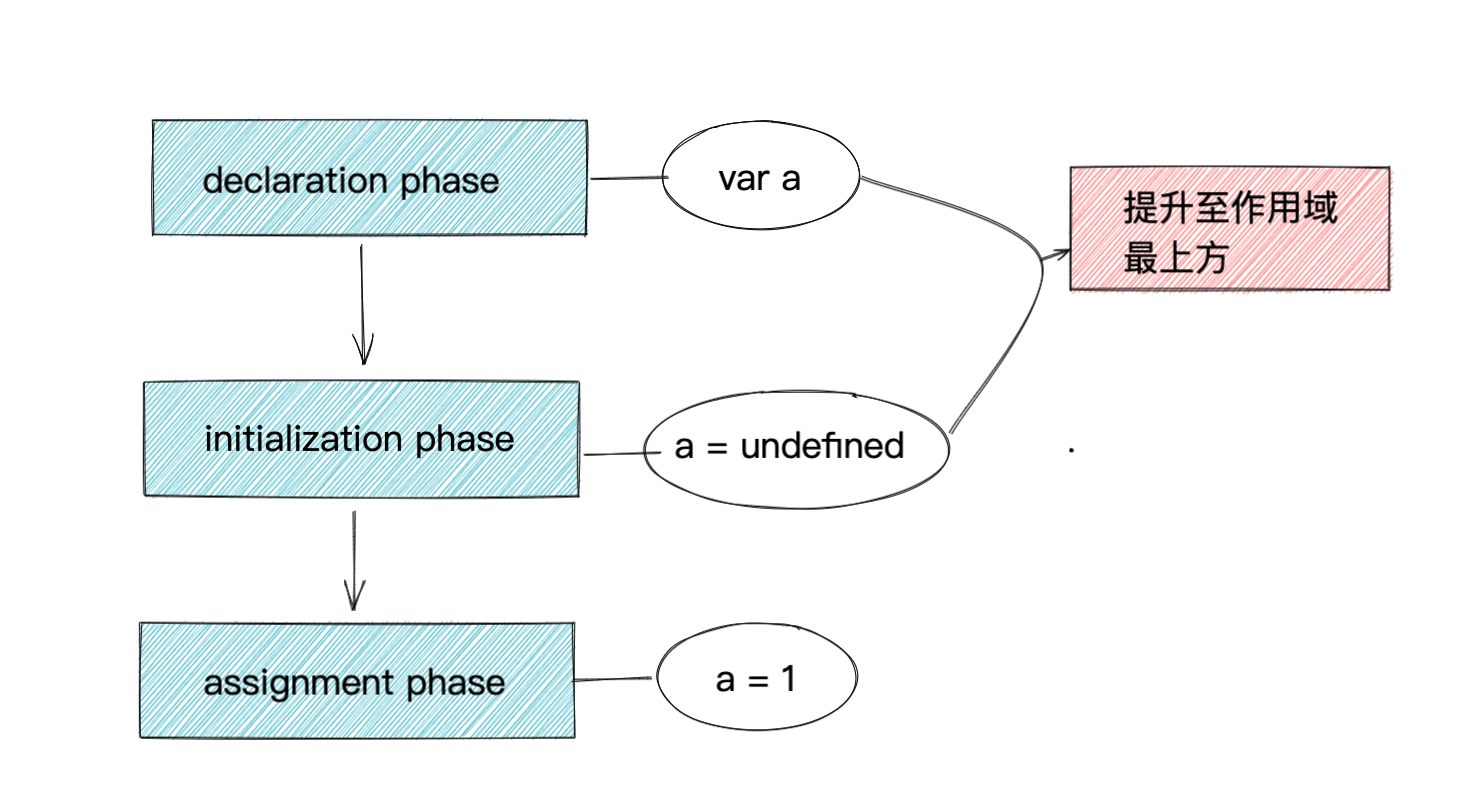 declaration phase
var a
提升至作用域
最上方
initialization phase
a = undefined
assignment phase
a = 1